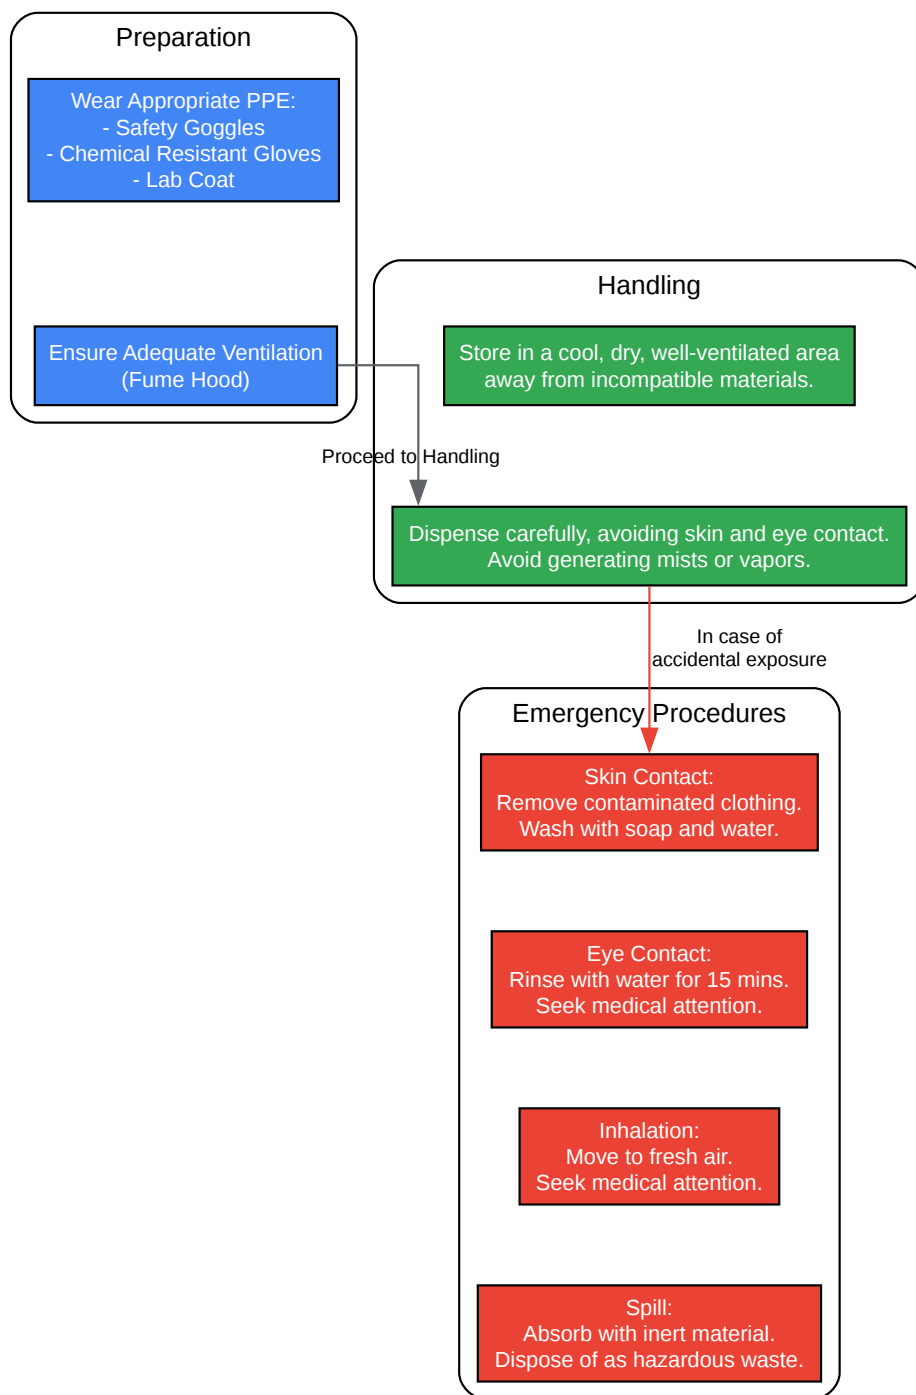 Preparation
Wear Appropriate PPE:
- Safety Goggles
- Chemical Resistant Gloves
- Lab Coat
Ensure Adequate Ventilation
(Fume Hood)
Handling
Store in a cool, dry, well-ventilated area
away from incompatible materials.
Proceed to Handling
Dispense carefully, avoiding skin and eye contact.
Avoid generating mists or vapors.
In case of
accidental exposure
Emergency Procedures
Skin Contact:
Remove contaminated clothing.
Wash with soap and water.
Eye Contact:
Rinse with water for 15 mins.
Seek medical attention.
Inhalation:
Move to fresh air.
Seek medical attention.
Spill:
Absorb with inert material.
Dispose of as hazardous waste.